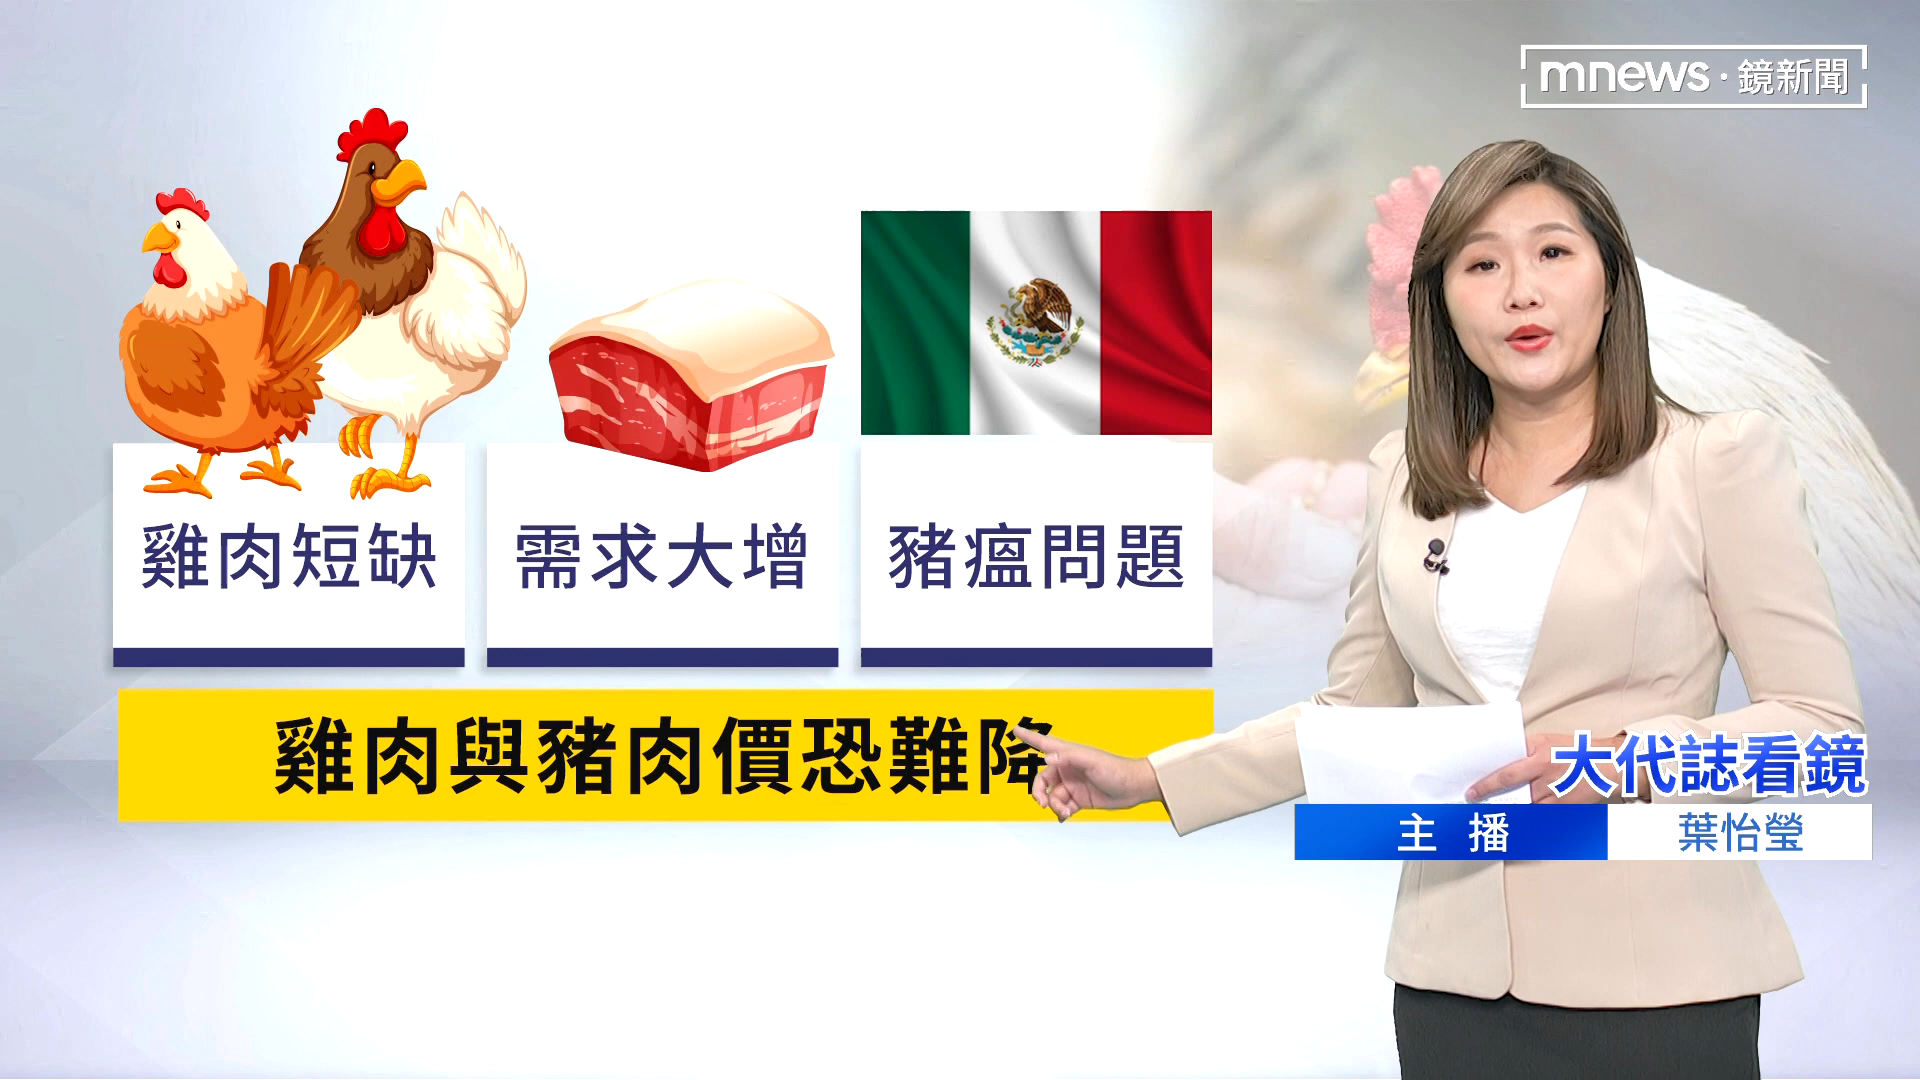 mnews·鏡新聞
雞肉短缺
需求大增
豬瘟問題
雞肉與豬肉價恐難降
大代誌看鏡
主播
葉怡瑩